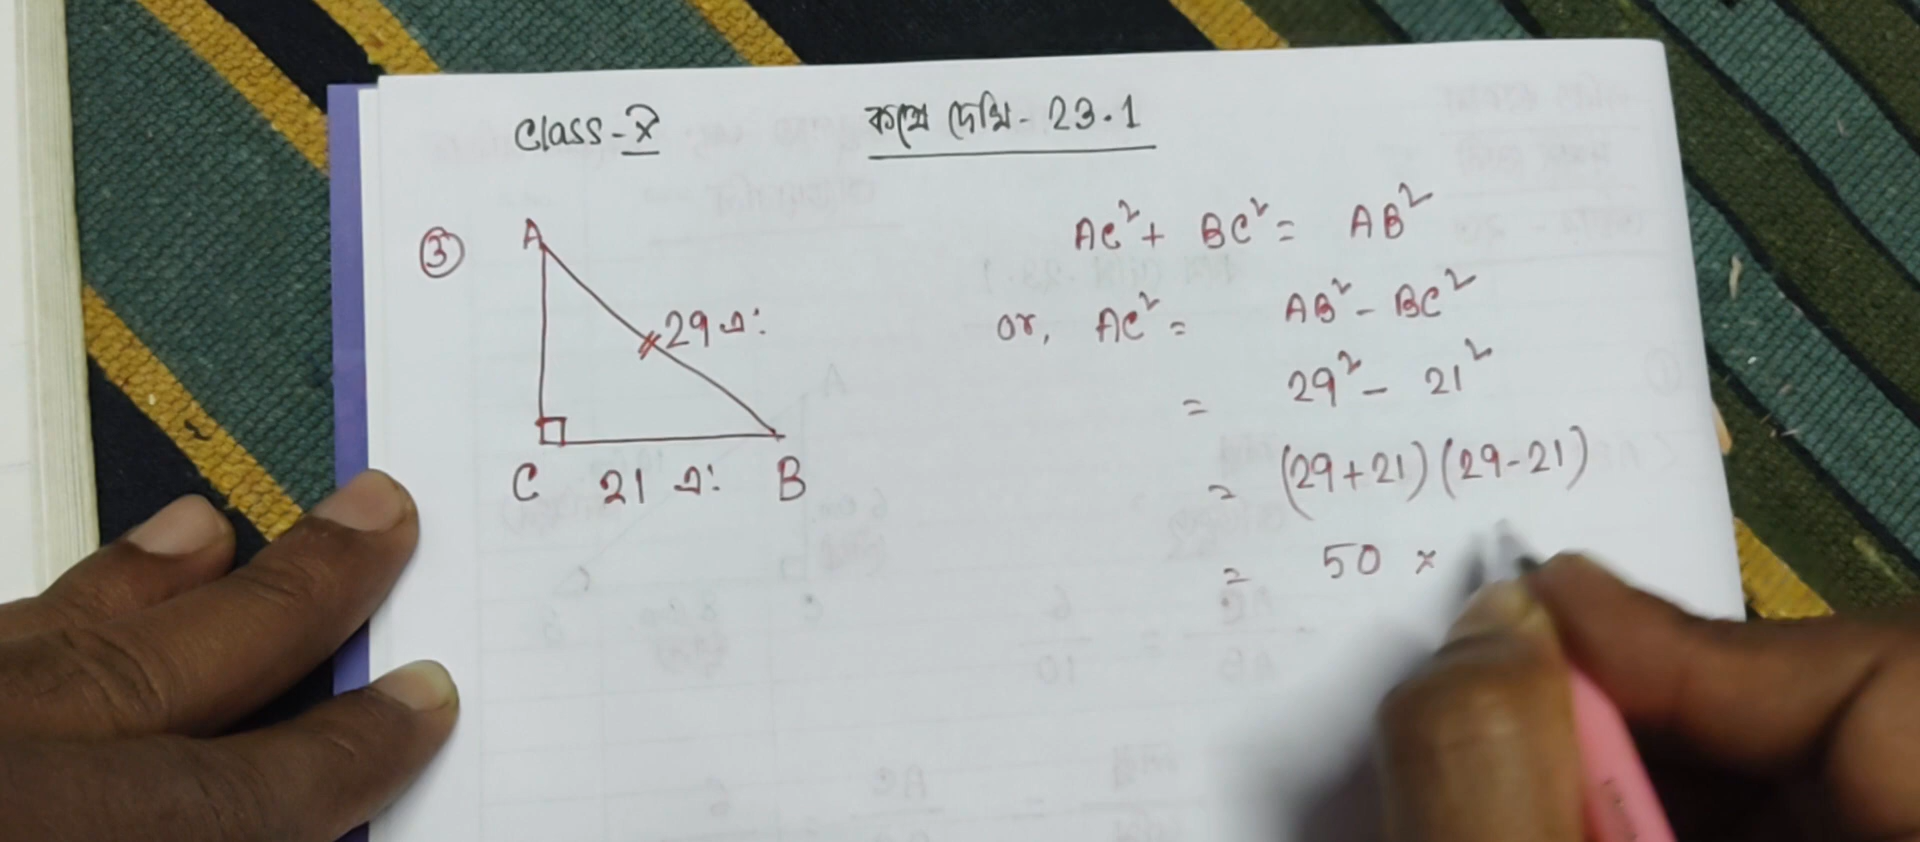 Class-X
কষে দেখি - 23.1
③
A
29 এ:
C 21 এ: B
AC² + BC² = AB²
or, AC² = AB² - BC²
= 29² - 21²
= (29+21)(29-21)
= 50 ×